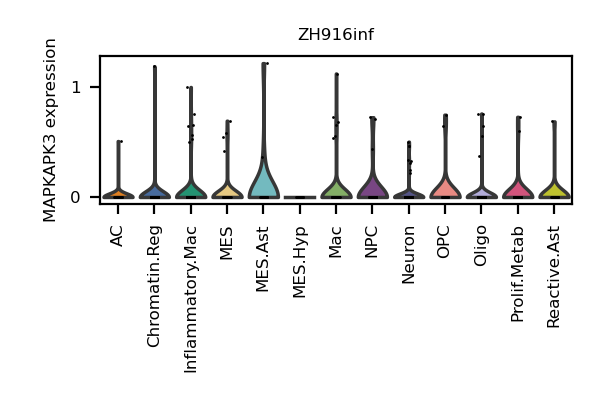 ZH916inf
MAPKAPK3 expression
1
0
AC
Chromatin.Reg
Inflammatory.Mac
MES
MES.Ast
MES.Hyp
Mac
NPC
Neuron
OPC
Oligo
Prolif.Metab
Reactive.Ast